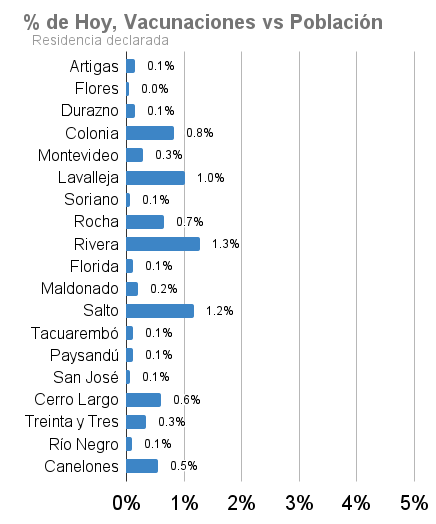 % de Hoy, Vacunaciones vs Población
Residencia declarada
Artigas 0.1%
Flores 0.0%
Durazno 0.1%
Colonia 0.8%
Montevideo 0.3%
Lavalleja 1.0%
Soriano 0.1%
Rocha 0.7%
Rivera 1.3%
Florida 0.1%
Maldonado 0.2%
Salto 1.2%
Tacuarembó 0.1%
Paysandú 0.1%
San José 0.1%
Cerro Largo 0.6%
Treinta y Tres 0.3%
Río Negro 0.1%
Canelones 0.5%
0% 1% 2% 3% 4% 5%